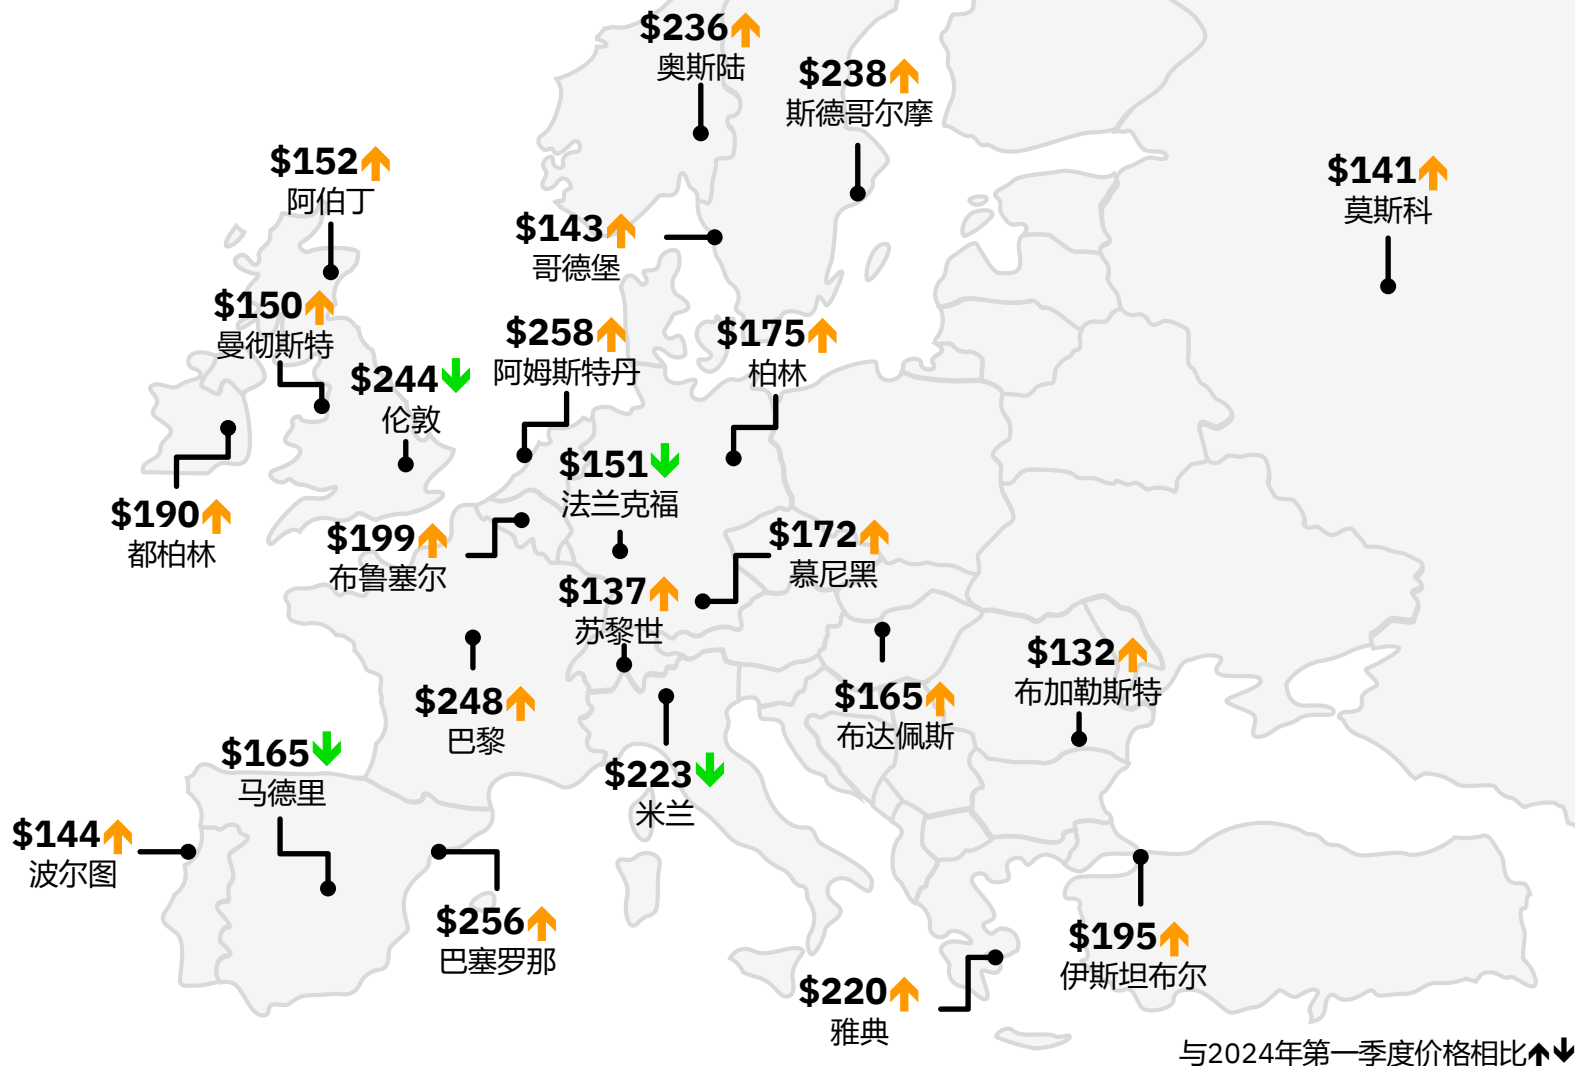 $236
奥斯陆
$238
斯德哥尔摩
$152
阿伯丁
$141
莫斯科
$143
哥德堡
$150
曼彻斯特
$258
阿姆斯特丹
$175
柏林
$244
伦敦
$151
法兰克福
$190
都柏林
$199
布鲁塞尔
$172
慕尼黑
$137
苏黎世
$132
布加勒斯特
$248
巴黎
$165
布达佩斯
$165
马德里
$223
米兰
$144
波尔图
$256
巴塞罗那
$195
伊斯坦布尔
$220
雅典
与2024年第一季度价格相比